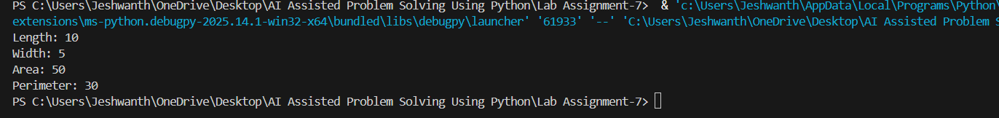 PS C:\Users\Jeshwanth\OneDrive\Desktop\AI Assisted Problem Solving Using Python\Lab Assignment-7>  & 'c:\Users\Jeshwanth\AppData\Local\Programs\Python
extensions\ms-python.debugpy-2025.14.1-win32-x64\bundled\libs\debugpy\launcher' '61933' '--' 'C:\Users\Jeshwanth\OneDrive\Desktop\AI Assisted Problem S
Length: 10
Width: 5
Area: 50
Perimeter: 30
PS C:\Users\Jeshwanth\OneDrive\Desktop\AI Assisted Problem Solving Using Python\Lab Assignment-7>